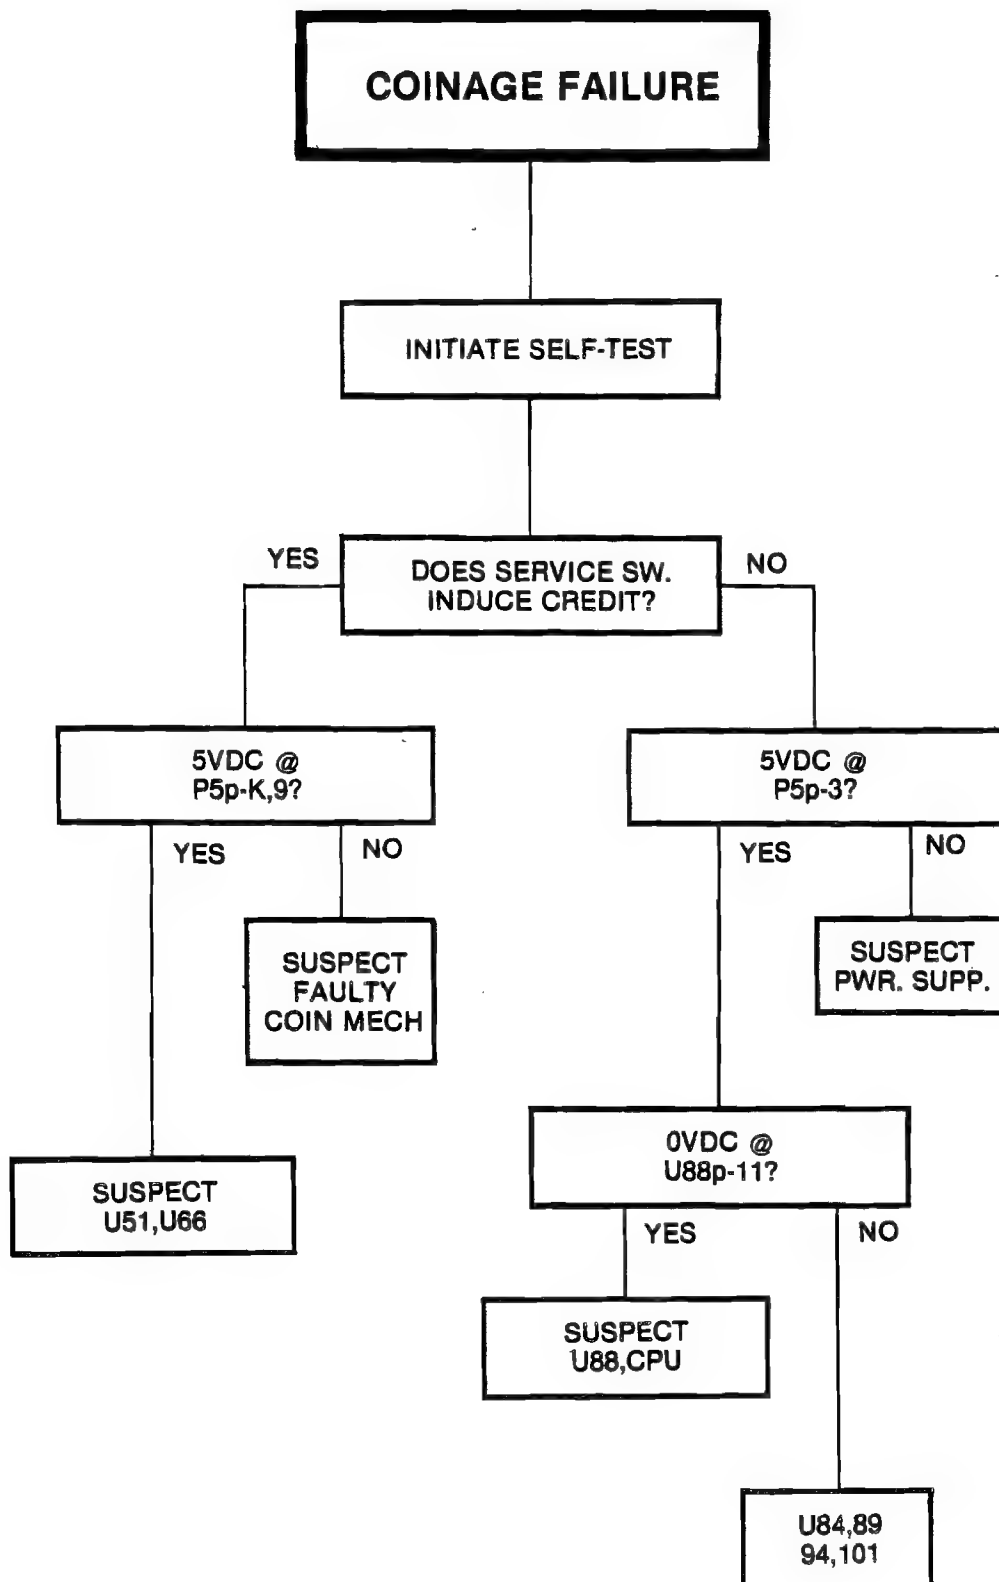 COINAGE FAILURE
INITIATE SELF-TEST
YES
DOES SERVICE SW.
INDUCE CREDIT?
NO
5VDC @
P5p-K,9?
5VDC @
P5p-3?
YES
NO
YES
NO
SUSPECT
FAULTY
COIN MECH
SUSPECT
PWR. SUPP.
0VDC @
U88p-11?
SUSPECT
U51,U66
YES
NO
SUSPECT
U88,CPU
U84,89
94,101